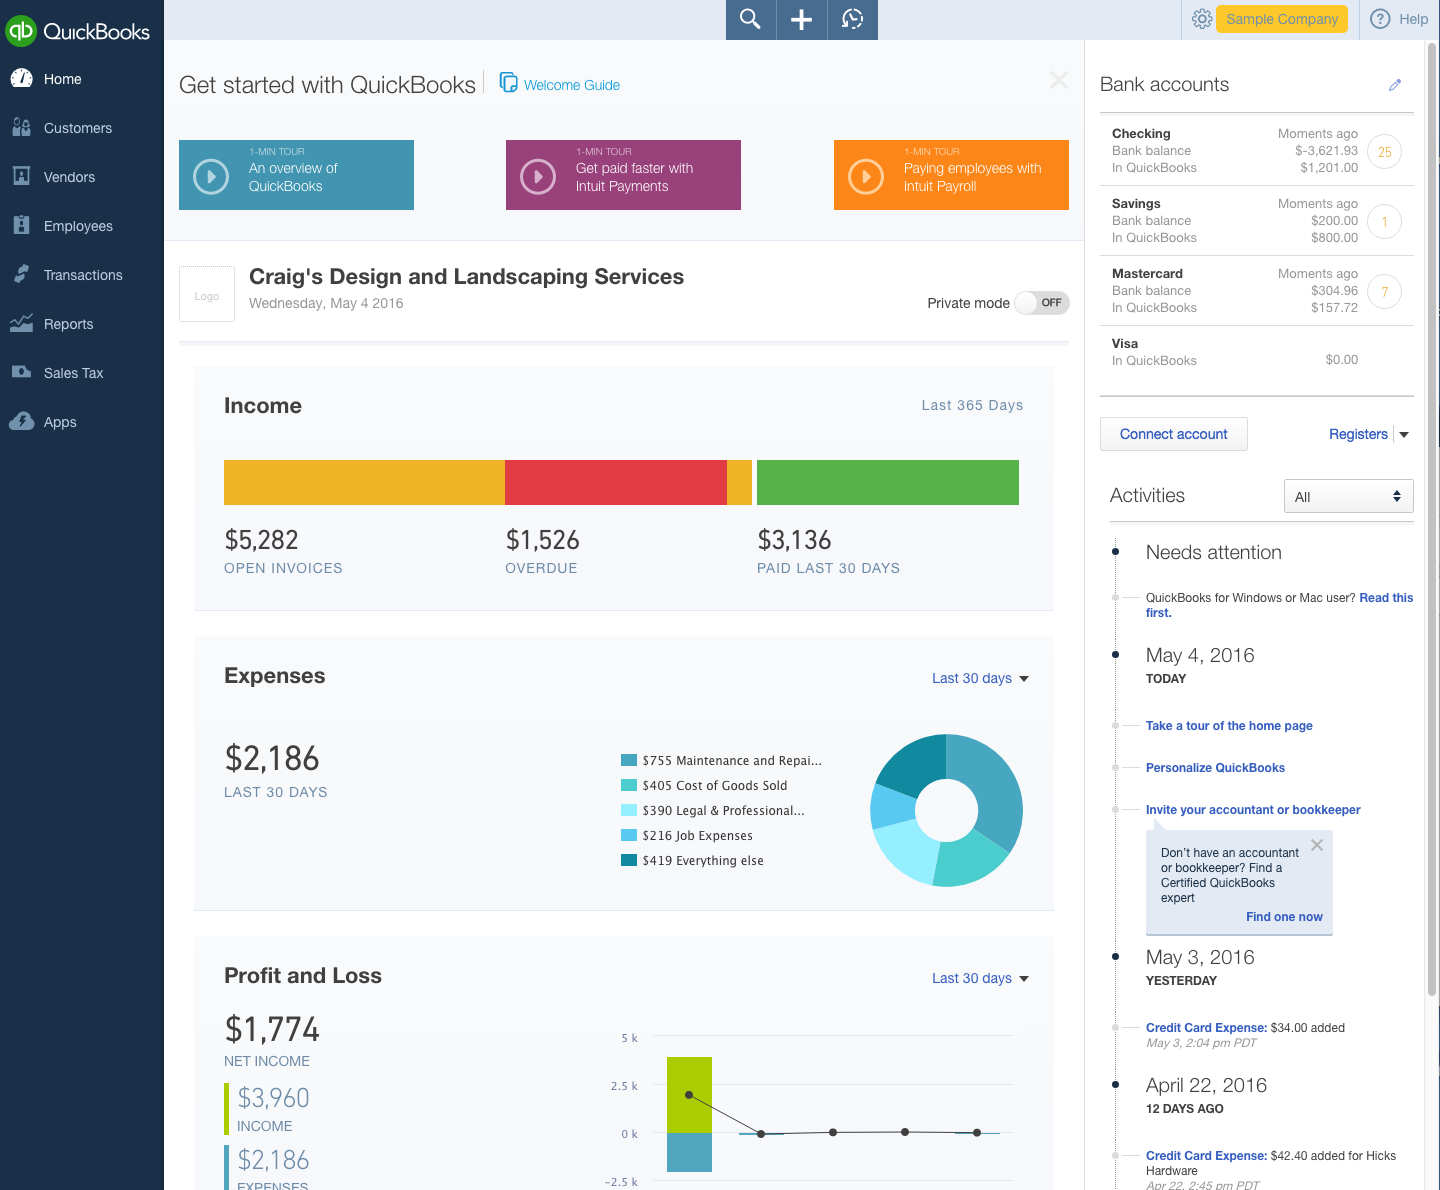 QuickBooks
Home
Customers
Vendors
Employees
Transactions
Reports
Sales Tax
Apps
Sample Company
Help
Get started with QuickBooks
Welcome Guide
1-MIN TOUR
An overview of
QuickBooks
1-MIN TOUR
Get paid faster with
Intuit Payments
1-MIN TOUR
Paying employees with
Intuit Payroll
Logo
Craig's Design and Landscaping Services
Wednesday, May 4 2016
Private mode OFF
Income
Last 365 Days
$5,282
OPEN INVOICES
$1,526
OVERDUE
$3,136
PAID LAST 30 DAYS
Expenses
Last 30 days
$2,186
LAST 30 DAYS
$755 Maintenance and Repai...
$405 Cost of Goods Sold
$390 Legal & Professional...
$216 Job Expenses
$419 Everything else
Profit and Loss
Last 30 days
$1,774
NET INCOME
$3,960
INCOME
$2,186
EXPENSES
5 k
2.5 k
0 k
-2.5 k
Bank accounts
Checking Moments ago
Bank balance $-3,621.93
In QuickBooks $1,201.00
25
Savings Moments ago
Bank balance $200.00
In QuickBooks $800.00
1
Mastercard Moments ago
Bank balance $304.96
In QuickBooks $157.72
7
Visa
In QuickBooks $0.00
Connect account
Registers
Activities
All
Needs attention
QuickBooks for Windows or Mac user? Read this
first.
May 4, 2016
TODAY
Take a tour of the home page
Personalize QuickBooks
Invite your accountant or bookkeeper
Don't have an accountant
or bookkeeper? Find a
Certified QuickBooks
expert
Find one now
May 3, 2016
YESTERDAY
Credit Card Expense: $34.00 added
May 3, 2:04 pm PDT
April 22, 2016
12 DAYS AGO
Credit Card Expense: $42.40 added for Hicks
Hardware
Apr 22, 2:45 pm PDT